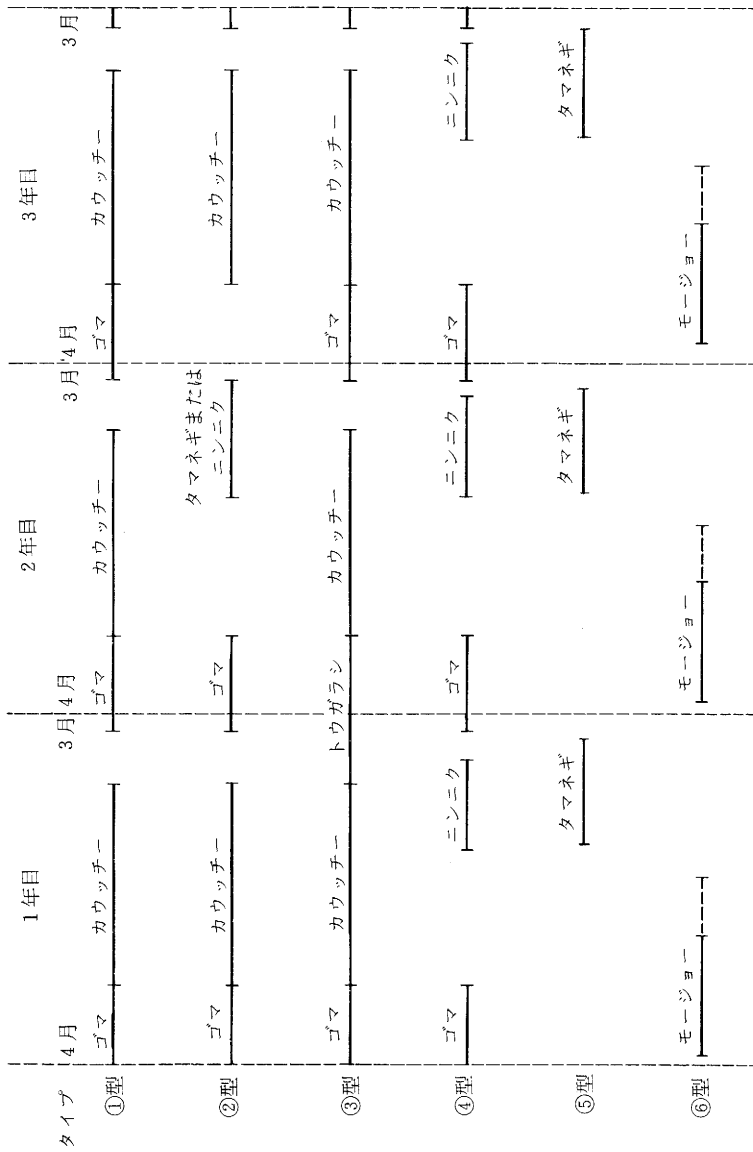 1年目 2年目 3年目
タイプ 4月 3月 4月 3月 4月 3月
①型 ゴマ カウッチー ゴマ カウッチー ゴマ カウッチー
②型 ゴマ カウッチー ゴマ タマネギまたは ニンニク カウッチー
③型 ゴマ カウッチー トウガラシ カウッチー ゴマ カウッチー
④型 ゴマ ニンニク ゴマ ニンニク ゴマ ニンニク
⑤型 タマネギ タマネギ タマネギ
⑥型 モージョー モージョー モージョー